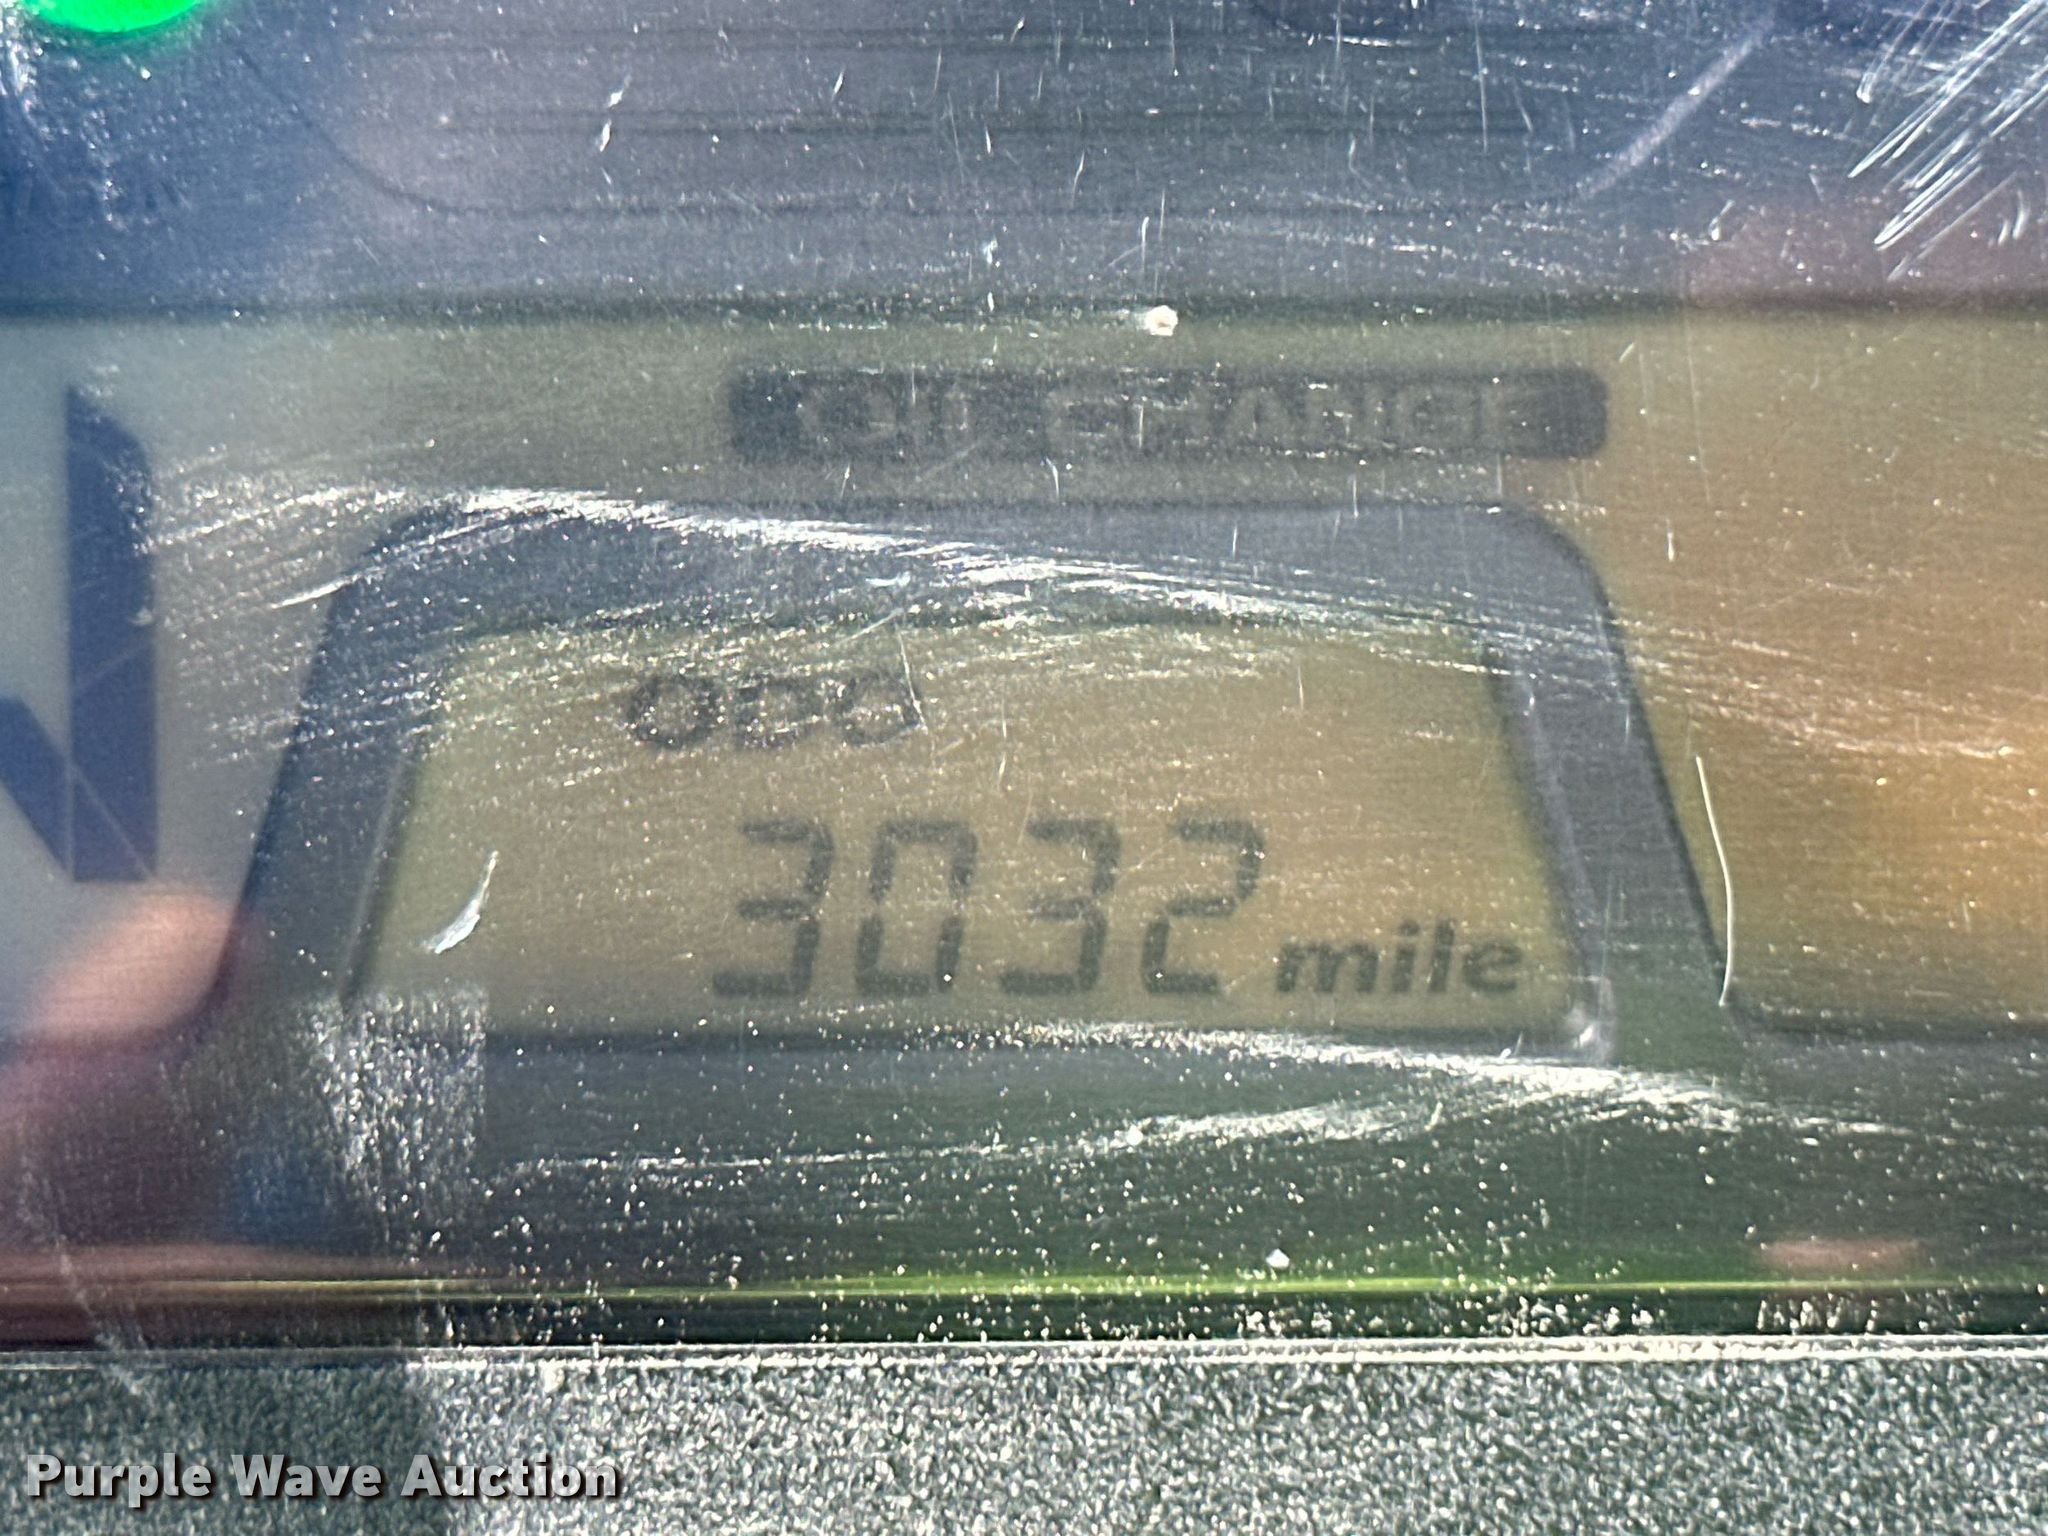 OIL CHANGE
N
ODO
3032 mile
Purple Wave Auction